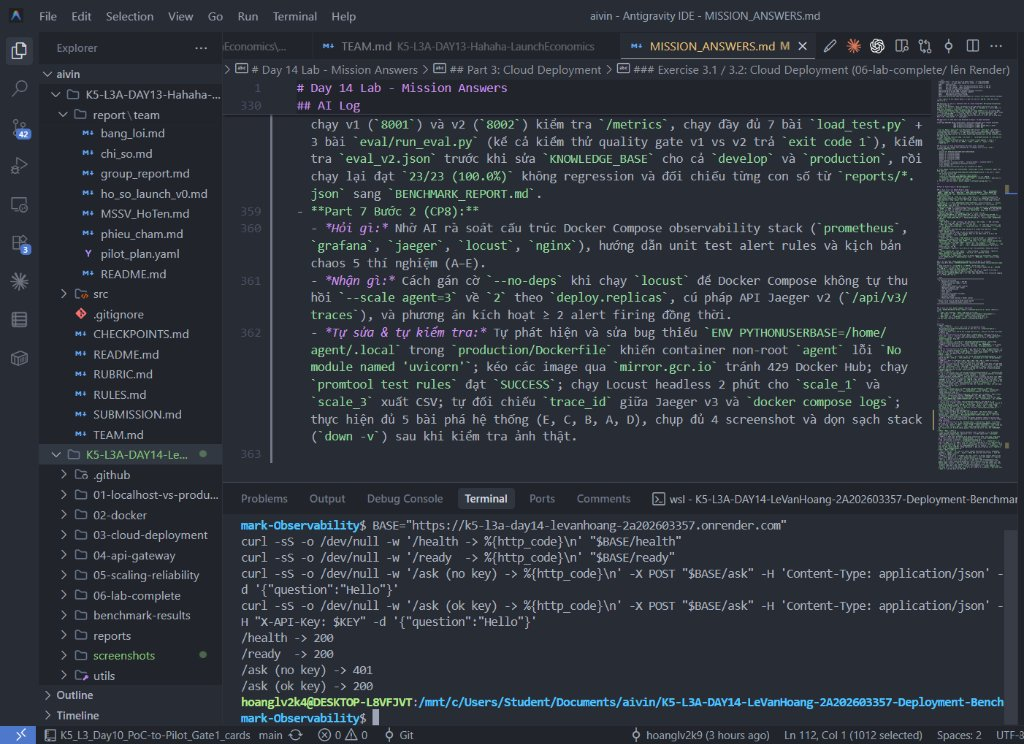 File Edit Selection View Go Run Terminal Help
aivin - Antigravity IDE - MISSION_ANSWERS.md
Explorer
Economics\...
TEAM.md K5-L3A-DAY13-Hahaha-LaunchEconomics
MISSION_ANSWERS.md M
# Day 14 Lab - Mission Answers > ## Part 3: Cloud Deployment > ### Exercise 3.1 / 3.2: Cloud Deployment (06-lab-complete/ lên Render)
aivin
K5-L3A-DAY13-Hahaha-...
report\team
bang_loi.md
chi_so.md
group_report.md
ho_so_launch_v0.md
MSSV_HoTen.md
phieu_cham.md
pilot_plan.yaml
README.md
src
.gitignore
CHECKPOINTS.md
README.md
RUBRIC.md
RULES.md
SUBMISSION.md
TEAM.md
K5-L3A-DAY14-Le...
.github
01-localhost-vs-produ...
02-docker
03-cloud-deployment
04-api-gateway
05-scaling-reliability
06-lab-complete
benchmark-results
reports
screenshots
utils
Outline
Timeline
42
3
1 # Day 14 Lab - Mission Answers
330 ## AI Log
chạy v1 (`8001`) và v2 (`8002`) kiểm tra `/metrics`, chạy đầy đủ 7 bài `load_test.py` +
3 bài `eval/run_eval.py` (kể cả kiểm thử quality gate v1 vs v2 trả `exit code 1`), kiểm
tra `eval_v2.json` trước khi sửa `KNOWLEDGE_BASE` cho cả `develop` và `production`, rồi
chạy lại đạt `23/23 (100.0%)` không regression và đối chiếu từng con số từ `reports/*.
json` sang `BENCHMARK_REPORT.md`.
359 - **Part 7 Bước 2 (CP8):**
360 - *Hỏi gì:* Nhờ AI rà soát cấu trúc Docker Compose observability stack (`prometheus`,
`grafana`, `jaeger`, `locust`, `nginx`), hướng dẫn unit test alert rules và kịch bản
chaos 5 thí nghiệm (A–E).
361 - *Nhận gì:* Cách gán cờ `--no-deps` khi chạy `locust` để Docker Compose không tự thu
hồi `--scale agent=3` về `2` theo `deploy.replicas`, cú pháp API Jaeger v2 (`/api/v3/
traces`), và phương án kích hoạt ≥ 2 alert firing đồng thời.
362 - *Tự sửa & tự kiểm tra:* Tự phát hiện và sửa bug thiếu `ENV PYTHONUSERBASE=/home/
agent/.local` trong `production/Dockerfile` khiến container non-root `agent` lỗi `No
module named 'uvicorn'`; kéo các image qua `mirror.gcr.io` tránh 429 Docker Hub; chạy
`promtool test rules` đạt `SUCCESS`; chạy Locust headless 2 phút cho `scale_1` và
`scale_3` xuất CSV; tự đối chiếu `trace_id` giữa Jaeger v3 và `docker compose logs`;
thực hiện đủ 5 bài phá hệ thống (E, C, B, A, D), chụp đủ 4 screenshot và dọn sạch stack
(`down -v`) sau khi kiểm tra ảnh thật.
363
Problems Output Debug Console Terminal Ports Comments
wsl - K5-L3A-DAY14-LeVanHoang-2A202603357-Deployment-Benchmar
mark-Observability$ BASE="https://k5-l3a-day14-levanhoang-2a202603357.onrender.com"
curl -sS -o /dev/null -w '/health -> %{http_code}\n' "$BASE/health"
curl -sS -o /dev/null -w '/ready  -> %{http_code}\n' "$BASE/ready"
curl -sS -o /dev/null -w '/ask (no key) -> %{http_code}\n' -X POST "$BASE/ask" -H 'Content-Type: application/json' -
d '{"question":"Hello"}'
curl -sS -o /dev/null -w '/ask (ok key) -> %{http_code}\n' -X POST "$BASE/ask" -H 'Content-Type: application/json' -
H "X-API-Key: $KEY" -d '{"question":"Hello"}'
/health -> 200
/ready  -> 200
/ask (no key) -> 401
/ask (ok key) -> 200
hoanglv2k4@DESKTOP-L8VFJVT:/mnt/c/Users/Student/Documents/aivin/K5-L3A-DAY14-LeVanHoang-2A202603357-Deployment-Bench
mark-Observability$
K5_L3_Day10_PoC-to-Pilot_Gate1_cards main 0 0 Git
hoanglv2k9 (3 hours ago) Ln 112, Col 1 (1012 selected) Spaces: 2 UTF-8